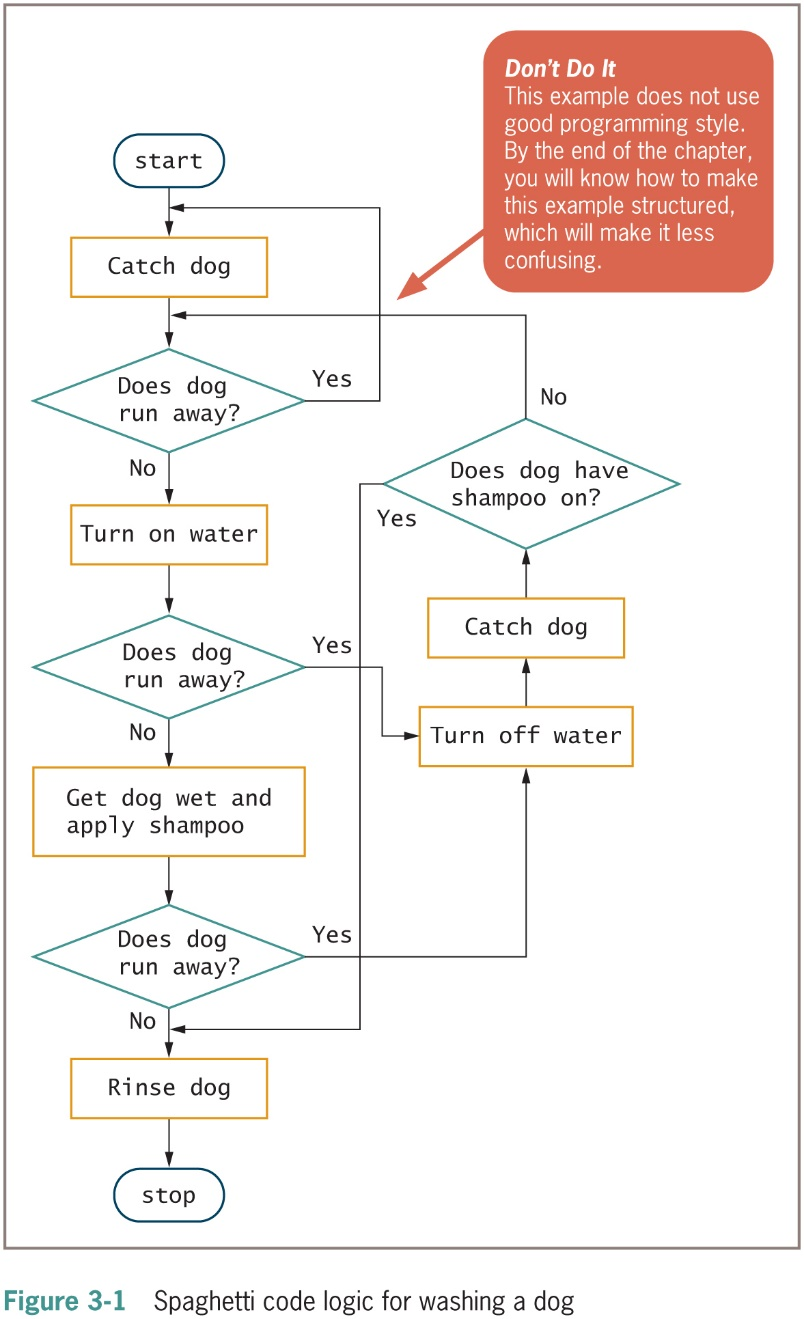 Don't Do It
This example does not use
good programming style.
By the end of the chapter,
you will know how to make
this example structured,
which will make it less
confusing.
start
Catch dog
Does dog
run away?
Yes
No
Turn on water
Does dog
run away?
Yes
No
Get dog wet and
apply shampoo
Does dog
run away?
Yes
No
Rinse dog
stop
No
Does dog have
shampoo on?
Yes
Catch dog
Turn off water
Figure 3-1 Spaghetti code logic for washing a dog